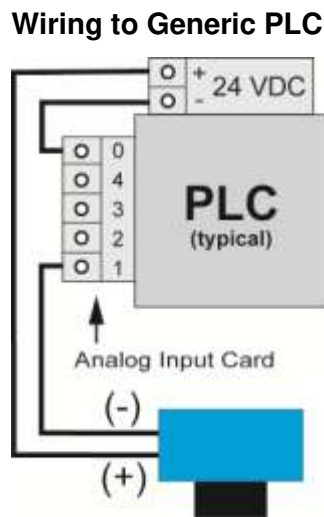 Wiring to Generic PLC
+ 24 VDC
-
0
4
3
2
1
PLC
(typical)
Analog Input Card
(-)
(+)